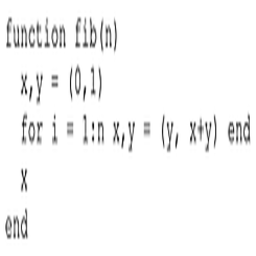 function fib(n)
  x,y = (0,1)
  for i = 1:n x,y = (y, x+y) end
  x
end